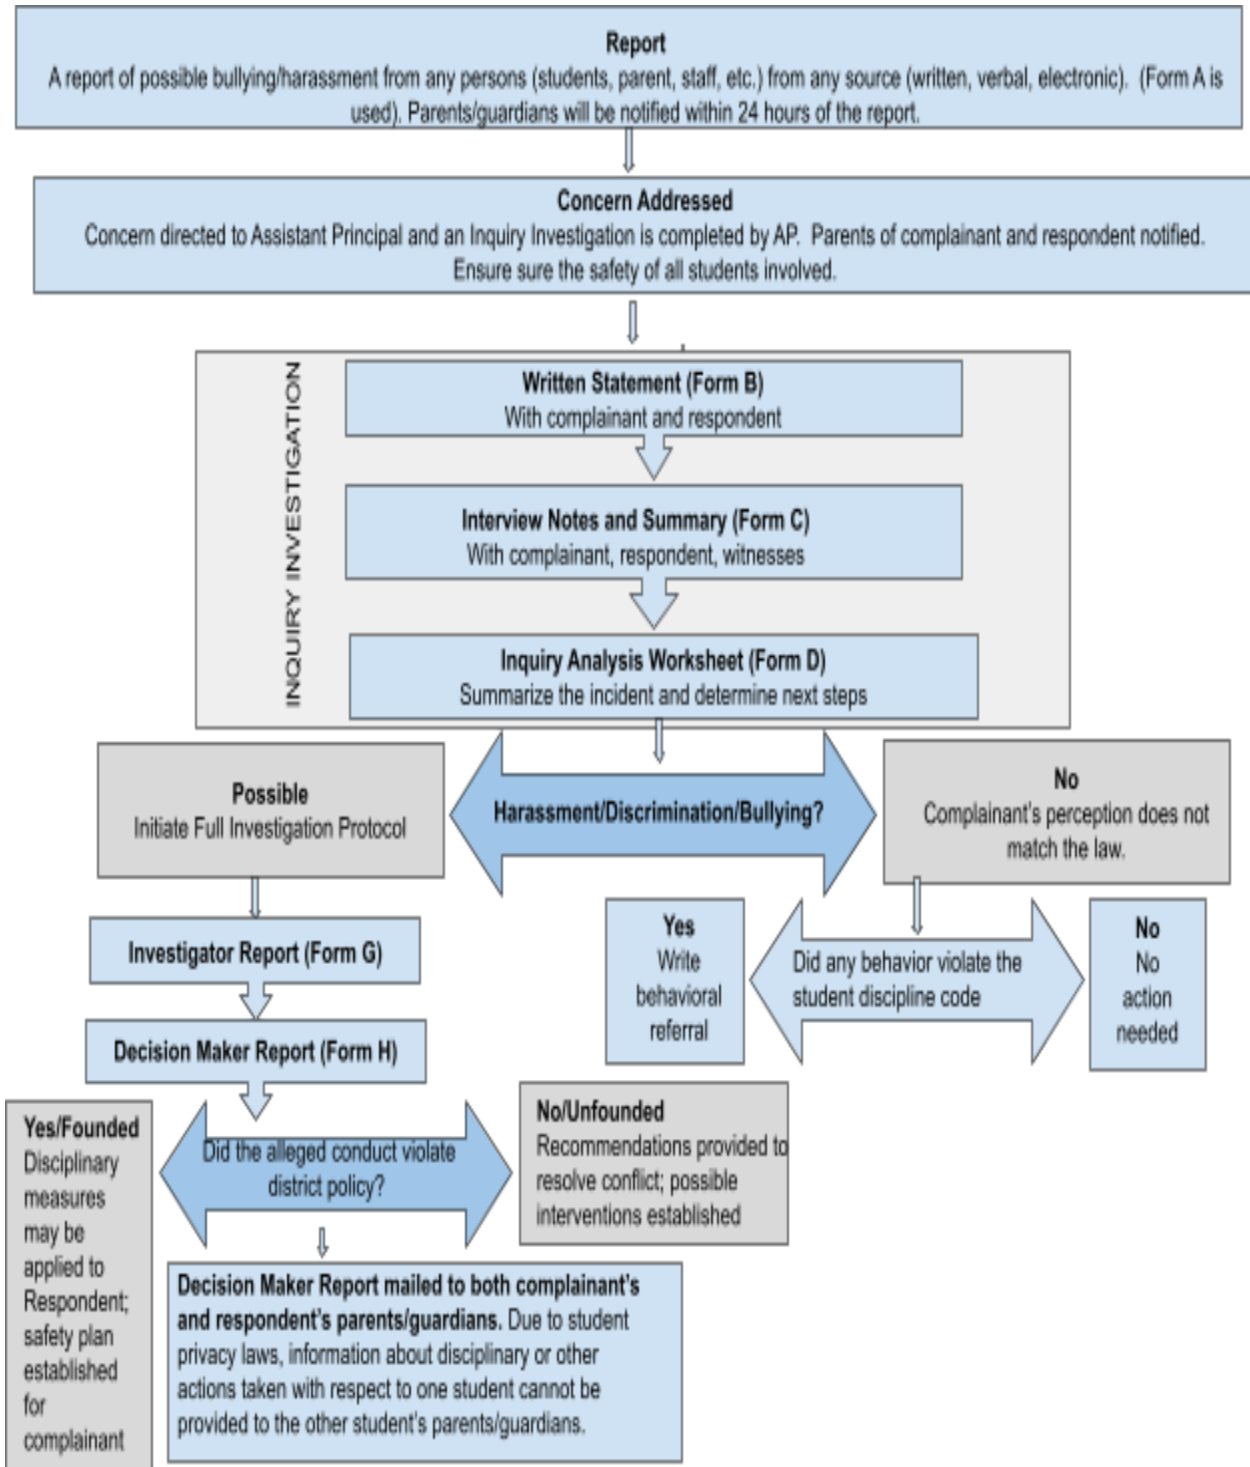 Report
A report of possible bullying/harassment from any persons (students, parent, staff, etc.) from any source (written, verbal, electronic). (Form A is
used). Parents/guardians will be notified within 24 hours of the report.
Concern Addressed
Concern directed to Assistant Principal and an Inquiry Investigation is completed by AP. Parents of complainant and respondent notified.
Ensure sure the safety of all students involved.
INQUIRY INVESTIGATION
Written Statement (Form B)
With complainant and respondent
Interview Notes and Summary (Form C)
With complainant, respondent, witnesses
Inquiry Analysis Worksheet (Form D)
Summarize the incident and determine next steps
Harassment/Discrimination/Bullying?
Possible
Initiate Full Investigation Protocol
No
Complainant's perception does not
match the law.
Investigator Report (Form G)
Decision Maker Report (Form H)
Yes
Write
behavioral
referral
Did any behavior violate the
student discipline code
No
No
action
needed
Yes/Founded
Disciplinary
measures
may be
applied to
Respondent;
safety plan
established
for
complainant
Did the alleged conduct violate
district policy?
No/Unfounded
Recommendations provided to
resolve conflict; possible
interventions established
Decision Maker Report mailed to both complainant's
and respondent's parents/guardians. Due to student
privacy laws, information about disciplinary or other
actions taken with respect to one student cannot be
provided to the other student's parents/guardians.